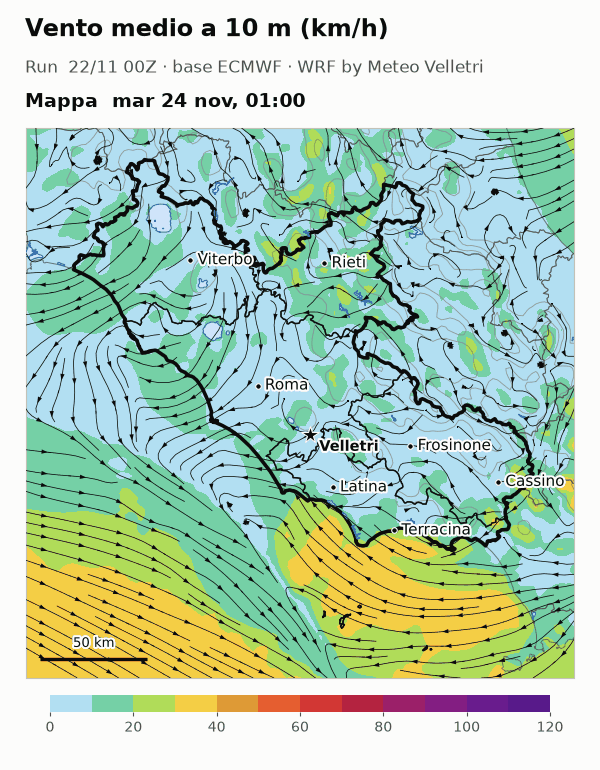 Vento medio a 10 m (km/h)
Run 22/11 00Z · base ECMWF · WRF by Meteo Velletri
Mappa mar 24 nov, 01:00
Viterbo
Rieti
Roma
Velletri
Frosinone
Cassino
Latina
Terracina
50 km
0 20 40 60 80 100 120